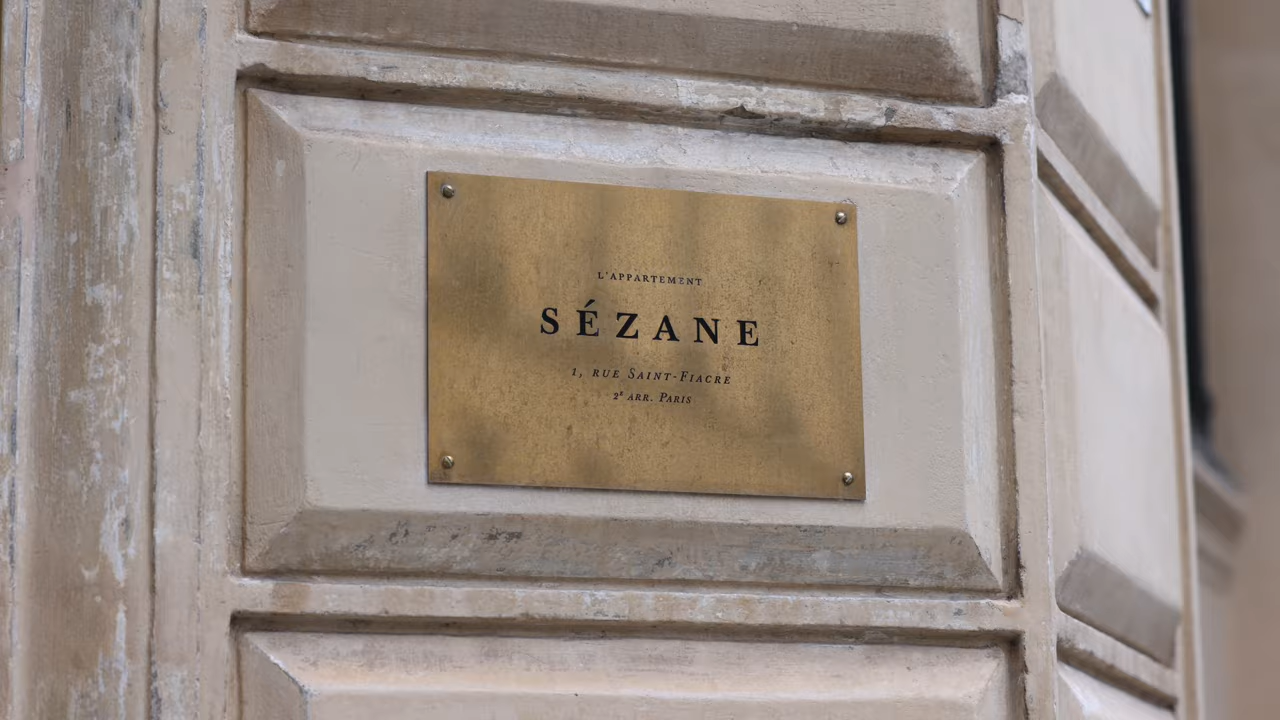 L'APPARTEMENT
SÉZANE
1, RUE SAINT-FIACRE
2E ARR. PARIS